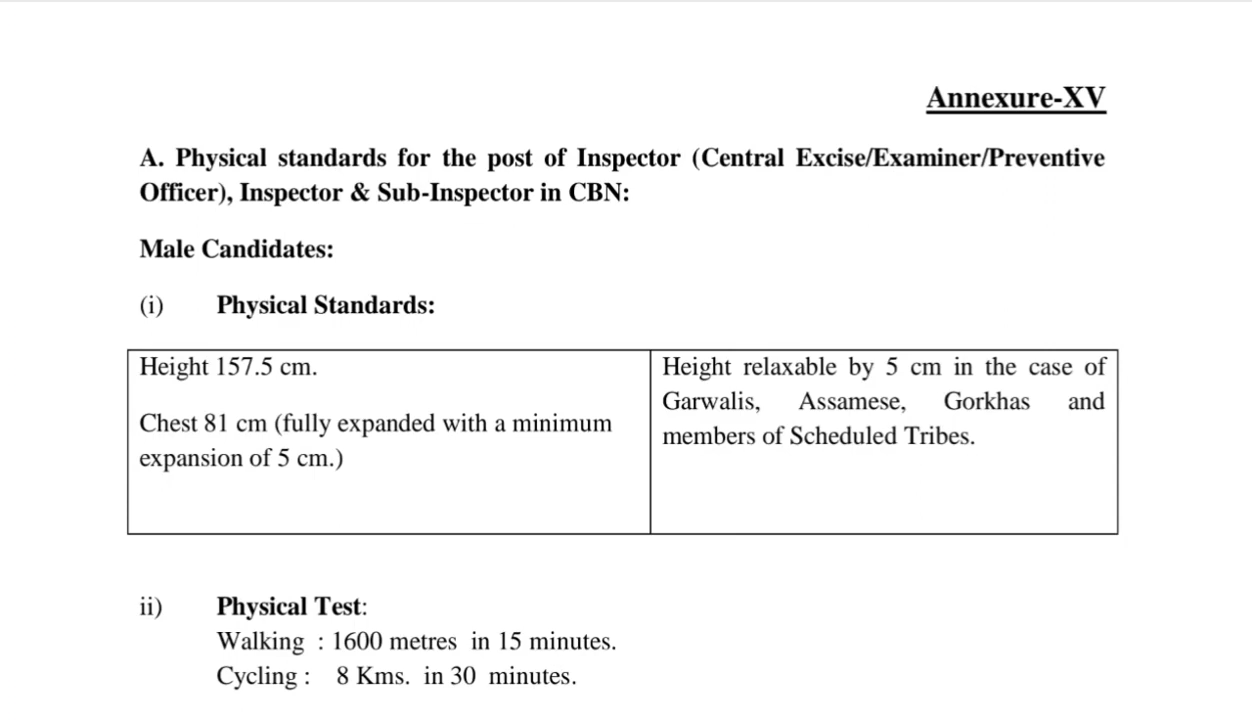 Annexure-XV
A. Physical standards for the post of Inspector (Central Excise/Examiner/Preventive
Officer), Inspector & Sub-Inspector in CBN:
Male Candidates:
(i) Physical Standards:
Height 157.5 cm.
Chest 81 cm (fully expanded with a minimum
expansion of 5 cm.)
Height relaxable by 5 cm in the case of
Garwalis, Assamese, Gorkhas and
members of Scheduled Tribes.
ii) Physical Test:
Walking : 1600 metres in 15 minutes.
Cycling : 8 Kms. in 30 minutes.